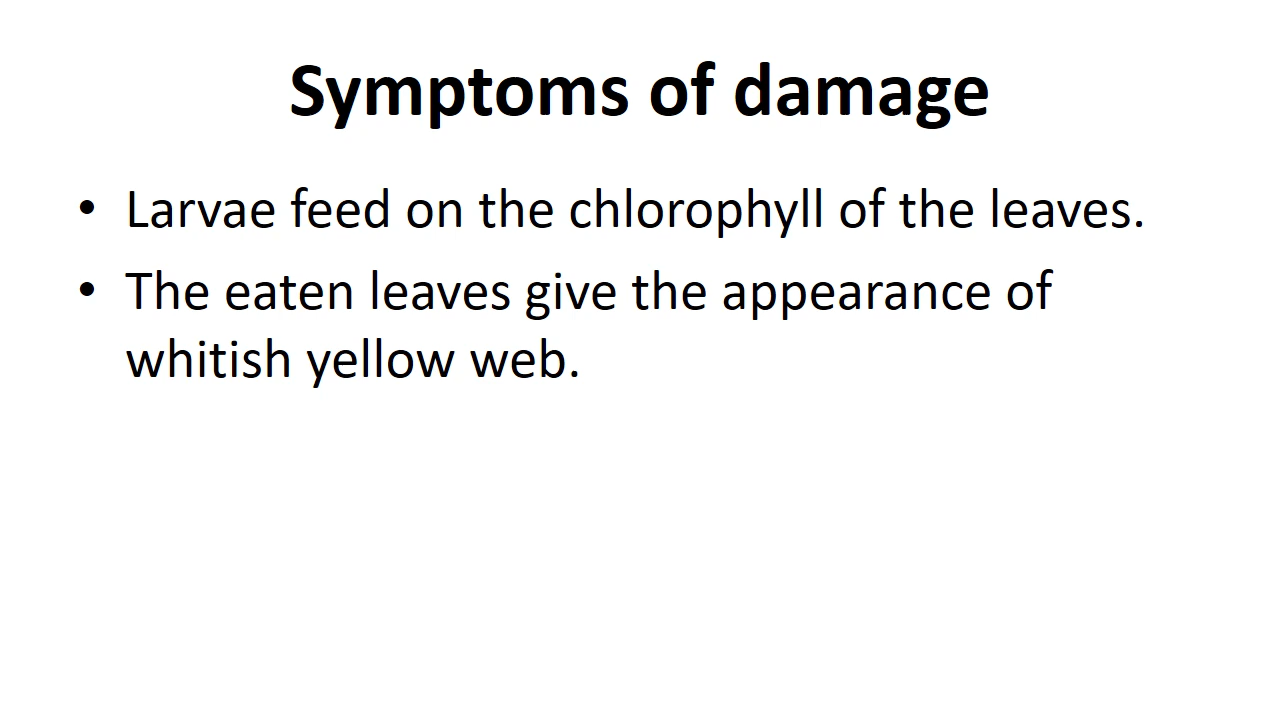 Symptoms of damage
• Larvae feed on the chlorophyll of the leaves.
• The eaten leaves give the appearance of
whitish yellow web.